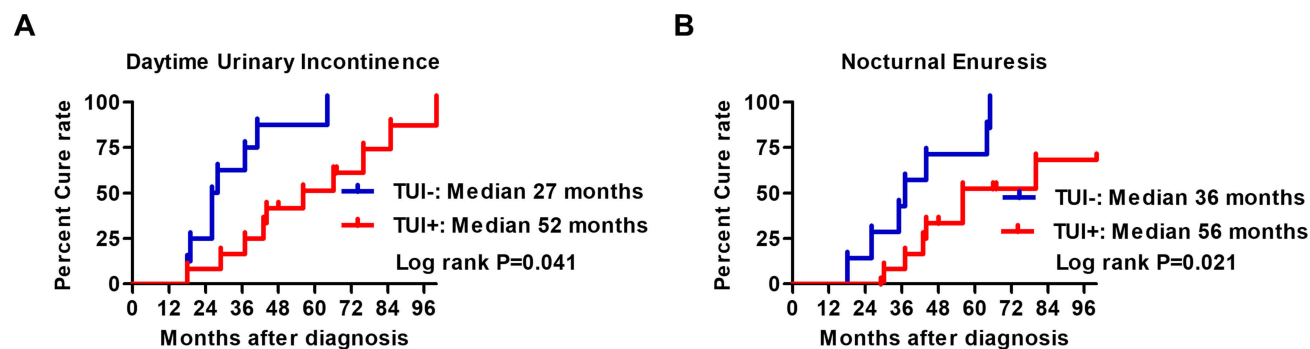 A
Daytime Urinary Incontinence
Percent Cure rate
100
75
50
25
0
TUI-: Median 27 months
TUI+: Median 52 months
Log rank P=0.041
0 12 24 36 48 60 72 84 96
Months after diagnosis
B
Nocturnal Enuresis
Percent Cure rate
100
75
50
25
0
TUI-: Median 36 months
TUI+: Median 56 months
Log rank P=0.021
0 12 24 36 48 60 72 84 96
Months after diagnosis